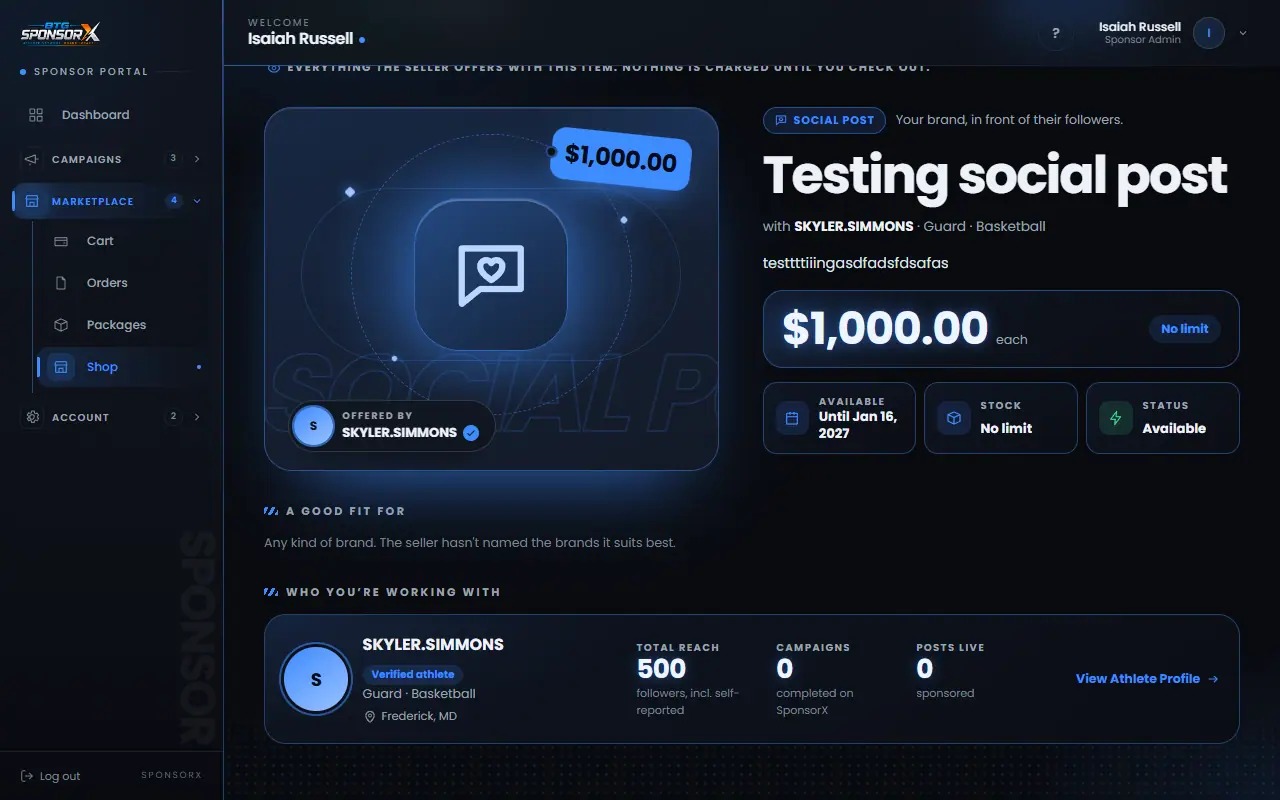 BTG
SPONSORX
SPONSOR PORTAL
Dashboard
CAMPAIGNS 3
MARKETPLACE 4
Cart
Orders
Packages
Shop
ACCOUNT 2
SPONSOR
Log out
SPONSORX
WELCOME
Isaiah Russell
?
Isaiah Russell
Sponsor Admin
I
EVERYTHING THE SELLER OFFERS WITH THIS ITEM. NOTHING IS CHARGED UNTIL YOU CHECK OUT.
$1,000.00
SOCIAL P
S
OFFERED BY
SKYLER.SIMMONS
SOCIAL POST
Your brand, in front of their followers.
Testing social post
with SKYLER.SIMMONS · Guard · Basketball
testttttiiingasdfadsfdsafas
$1,000.00 each
No limit
AVAILABLE
Until Jan 16,
2027
STOCK
No limit
STATUS
Available
A GOOD FIT FOR
Any kind of brand. The seller hasn't named the brands it suits best.
WHO YOU'RE WORKING WITH
S
SKYLER.SIMMONS
Verified athlete
Guard · Basketball
Frederick, MD
TOTAL REACH
500
followers, incl. self-
reported
CAMPAIGNS
0
completed on
SponsorX
POSTS LIVE
0
sponsored
View Athlete Profile